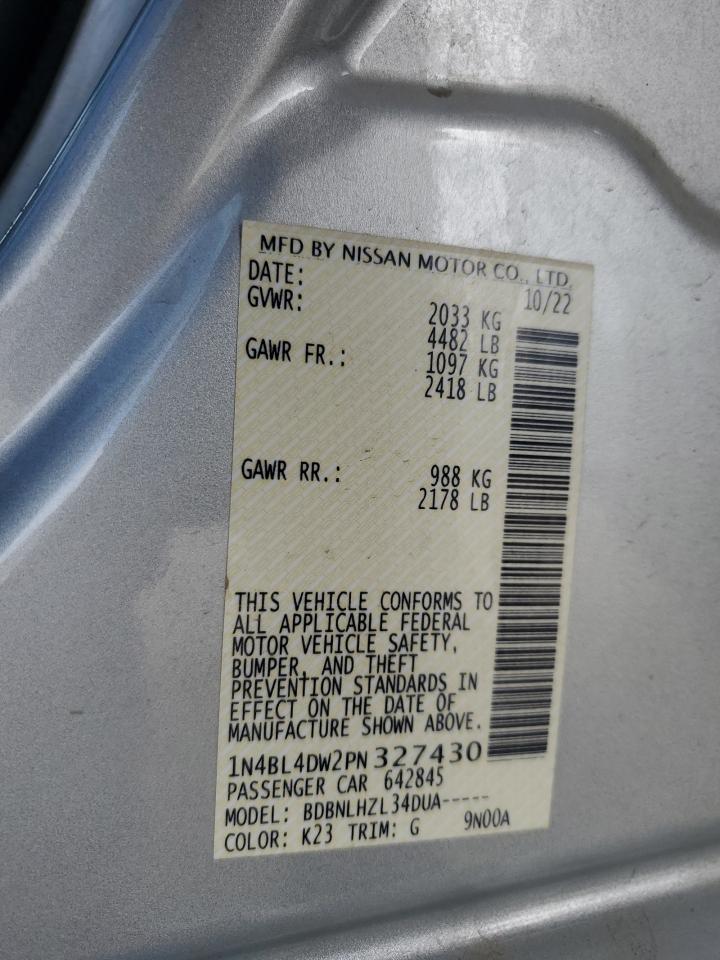 MFD BY NISSAN MOTOR CO., LTD.
DATE: 10/22
GVWR: 2033 KG
4482 LB
GAWR FR.: 1097 KG
2418 LB
GAWR RR.: 988 KG
2178 LB
THIS VEHICLE CONFORMS TO
ALL APPLICABLE FEDERAL
MOTOR VEHICLE SAFETY,
BUMPER, AND THEFT
PREVENTION STANDARDS IN
EFFECT ON THE DATE OF
MANUFACTURE SHOWN ABOVE.
1N4BL4DW2PN327430
PASSENGER CAR 642845
MODEL: BDBNLHZL34DUA-----
COLOR: K23 TRIM: G 9N00A